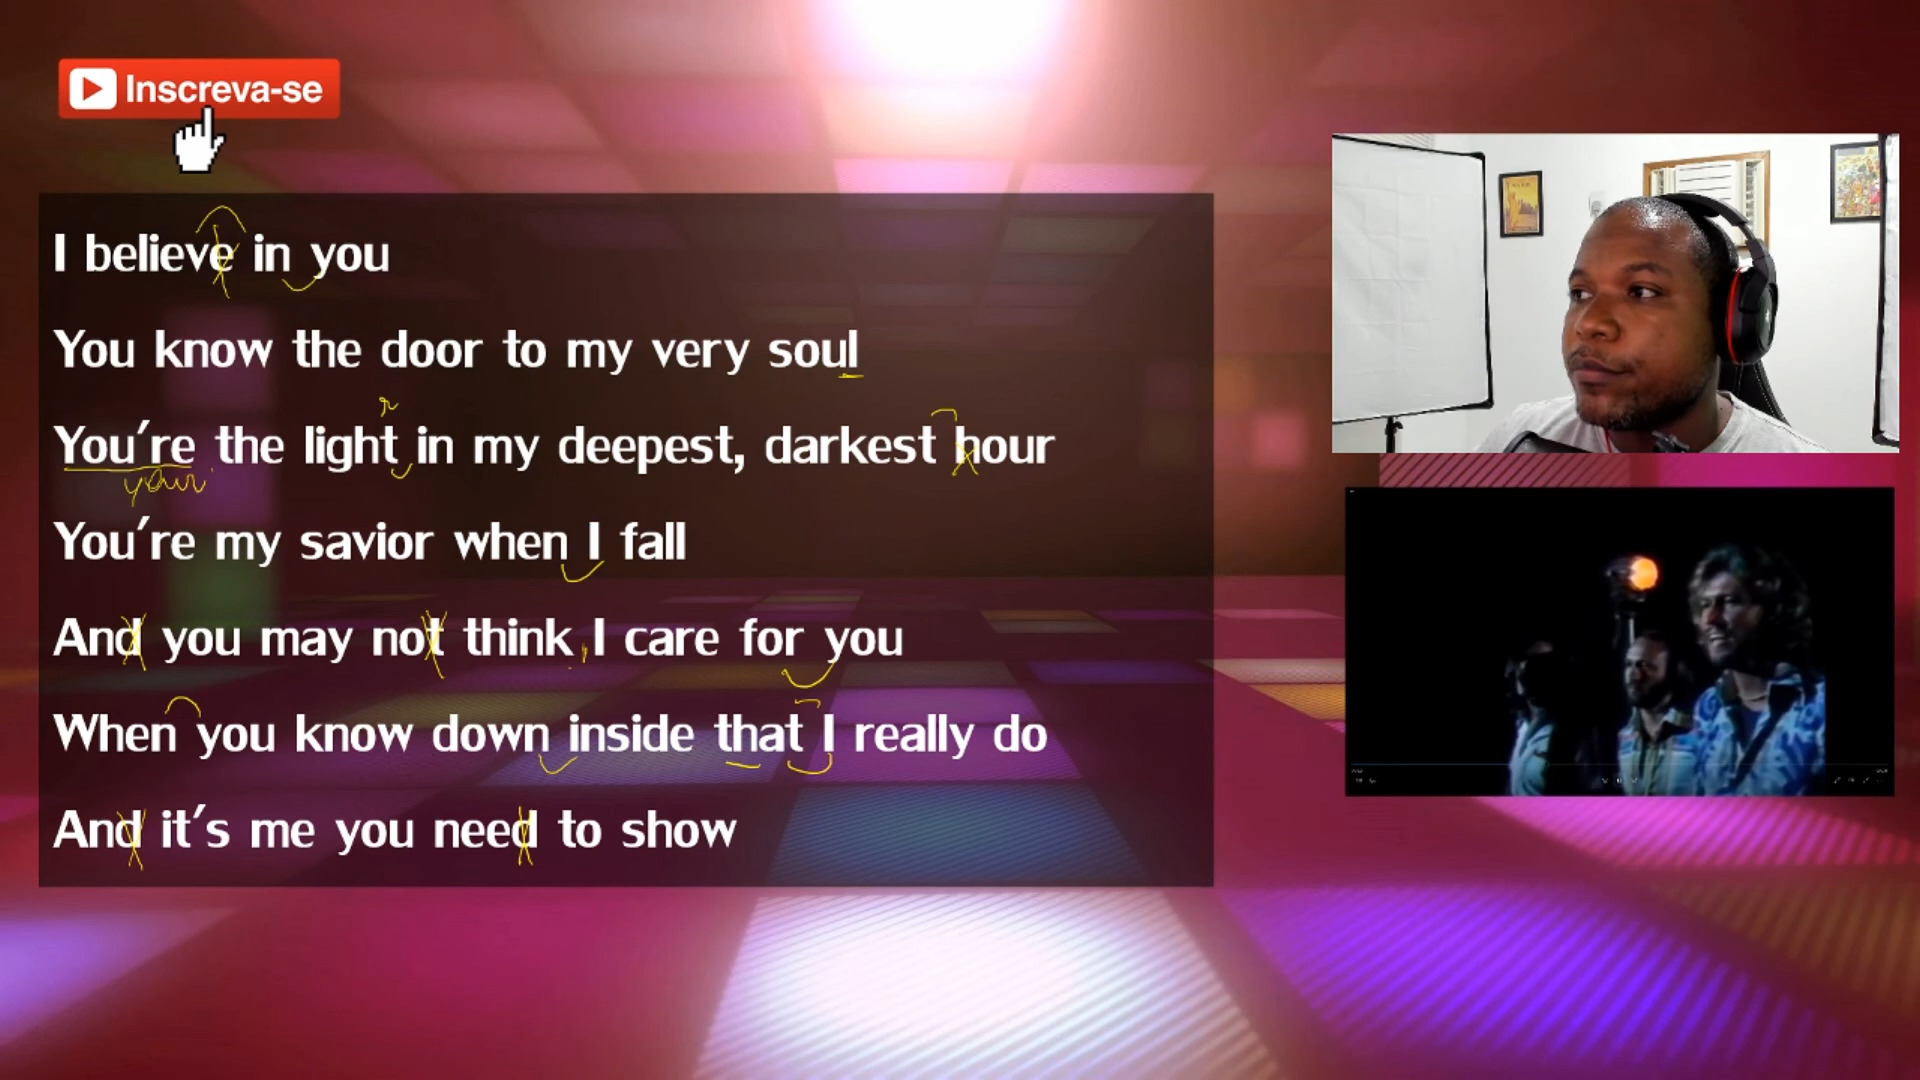 Inscreva-se
I believe in you
You know the door to my very soul
r
You're the light in my deepest, darkest hour
your
You're my savior when I fall
And you may not think I care for you
When you know down inside that I really do
And it's me you need to show